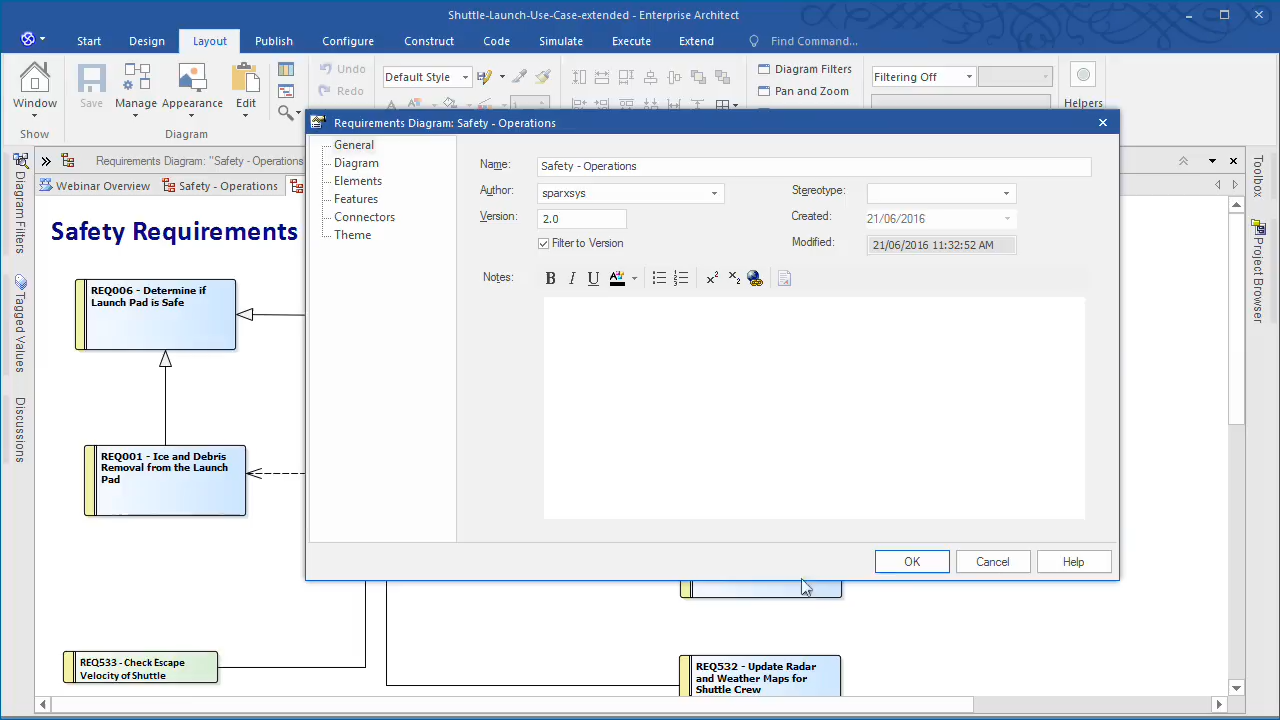 Shuttle-Launch-Use-Case-extended - Enterprise Architect
Start
Design
Layout
Publish
Configure
Construct
Code
Simulate
Execute
Extend
Find Command...
Window
Save
Manage
Appearance
Edit
Undo
Redo
Default Style
Diagram Filters
Pan and Zoom
Filtering Off
Helpers
Show
Diagram
Requirements Diagram: "Safety - Operations
Webinar Overview
Safety - Operations
Diagram Filters
Tagged Values
Discussions
Toolbox
Project Browser
Safety Requirements
REQ006 - Determine if
Launch Pad is Safe
REQ001 - Ice and Debris
Removal from the Launch
Pad
REQ533 - Check Escape
Velocity of Shuttle
REQ532 - Update Radar
and Weather Maps for
Shuttle Crew
Requirements Diagram: Safety - Operations
General
Diagram
Elements
Features
Connectors
Theme
Name: Safety - Operations
Author: sparxsys
Stereotype:
Version: 2.0
Created: 21/06/2016
Filter to Version
Modified: 21/06/2016 11:32:52 AM
Notes:
B I U A x² x₂
OK
Cancel
Help